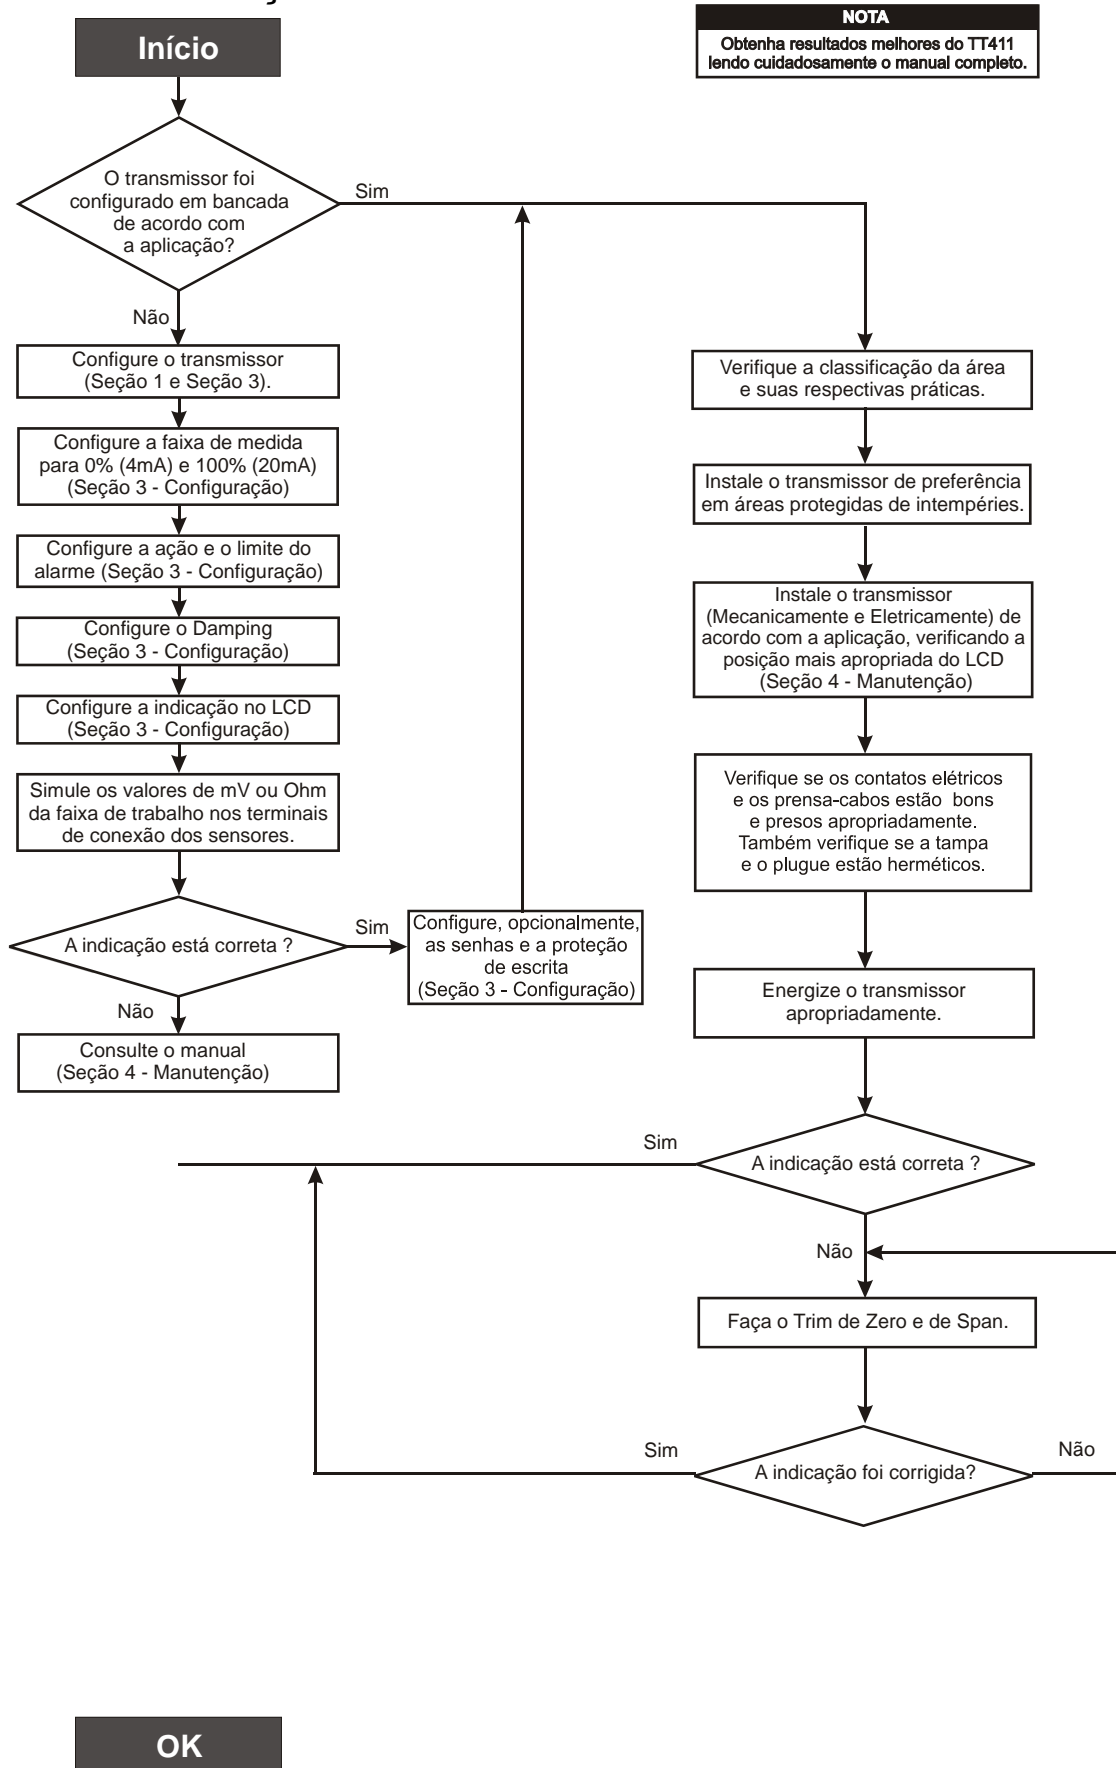 Início
NOTA
Obtenha resultados melhores do TT411
lendo cuidadosamente o manual completo.
O transmissor foi
configurado em bancada
de acordo com
a aplicação?
Sim
Não
Configure o transmissor
(Seção 1 e Seção 3).
Configure a faixa de medida
para 0% (4mA) e 100% (20mA)
(Seção 3 - Configuração)
Configure a ação e o limite do
alarme (Seção 3 - Configuração)
Configure o Damping
(Seção 3 - Configuração)
Configure a indicação no LCD
(Seção 3 - Configuração)
Simule os valores de mV ou Ohm
da faixa de trabalho nos terminais
de conexão dos sensores.
A indicação está correta ?
Sim
Configure, opcionalmente,
as senhas e a proteção
de escrita
(Seção 3 - Configuração)
Não
Consulte o manual
(Seção 4 - Manutenção)
Verifique a classificação da área
e suas respectivas práticas.
Instale o transmissor de preferência
em áreas protegidas de intempéries.
Instale o transmissor
(Mecanicamente e Eletricamente) de
acordo com a aplicação, verificando a
posição mais apropriada do LCD
(Seção 4 - Manutenção)
Verifique se os contatos elétricos
e os prensa-cabos estão bons
e presos apropriadamente.
Também verifique se a tampa
e o plugue estão herméticos.
Energize o transmissor
apropriadamente.
Sim
A indicação está correta ?
Não
Faça o Trim de Zero e de Span.
Sim
A indicação foi corrigida?
Não
OK